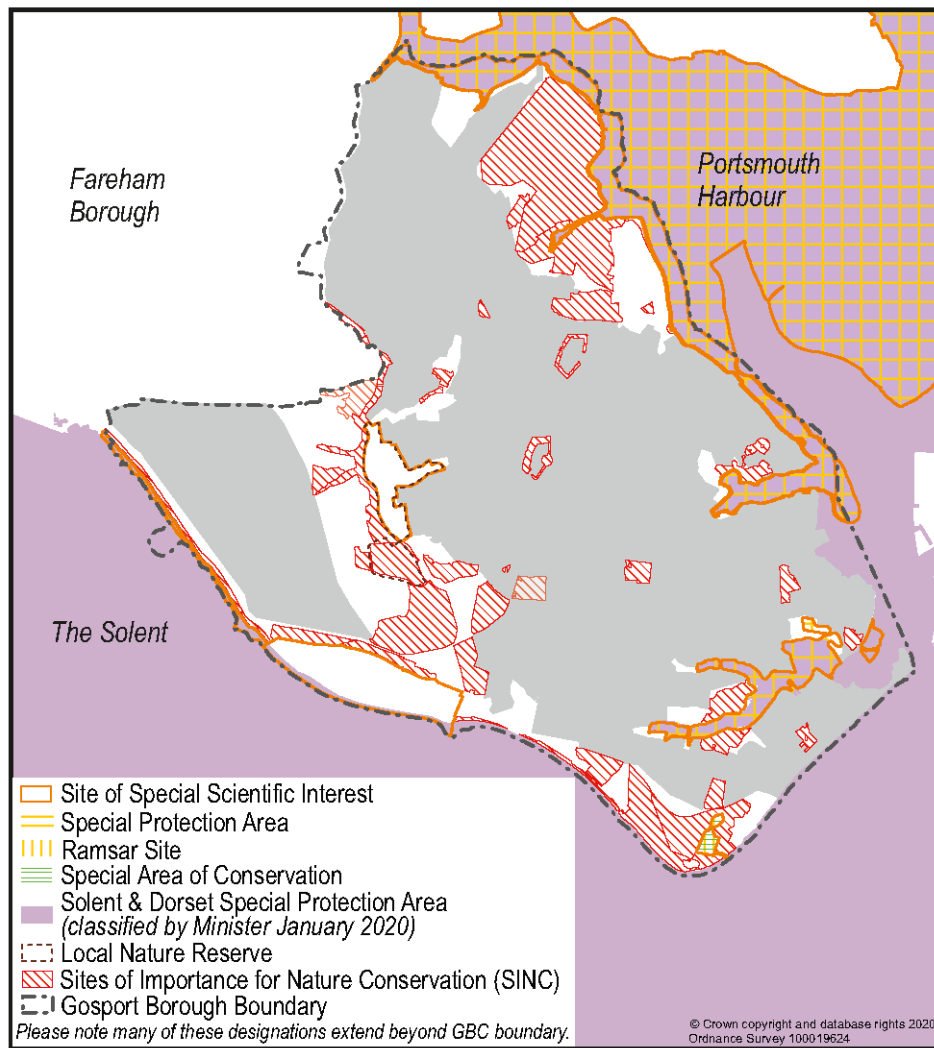 Fareham
Borough
Portsmouth
Harbour
The Solent
Site of Special Scientific Interest
Special Protection Area
Ramsar Site
Special Area of Conservation
Solent & Dorset Special Protection Area
(classified by Minister January 2020)
Local Nature Reserve
Sites of Importance for Nature Conservation (SINC)
Gosport Borough Boundary
Please note many of these designations extend beyond GBC boundary.
© Crown copyright and database rights 2020
Ordnance Survey 100019624